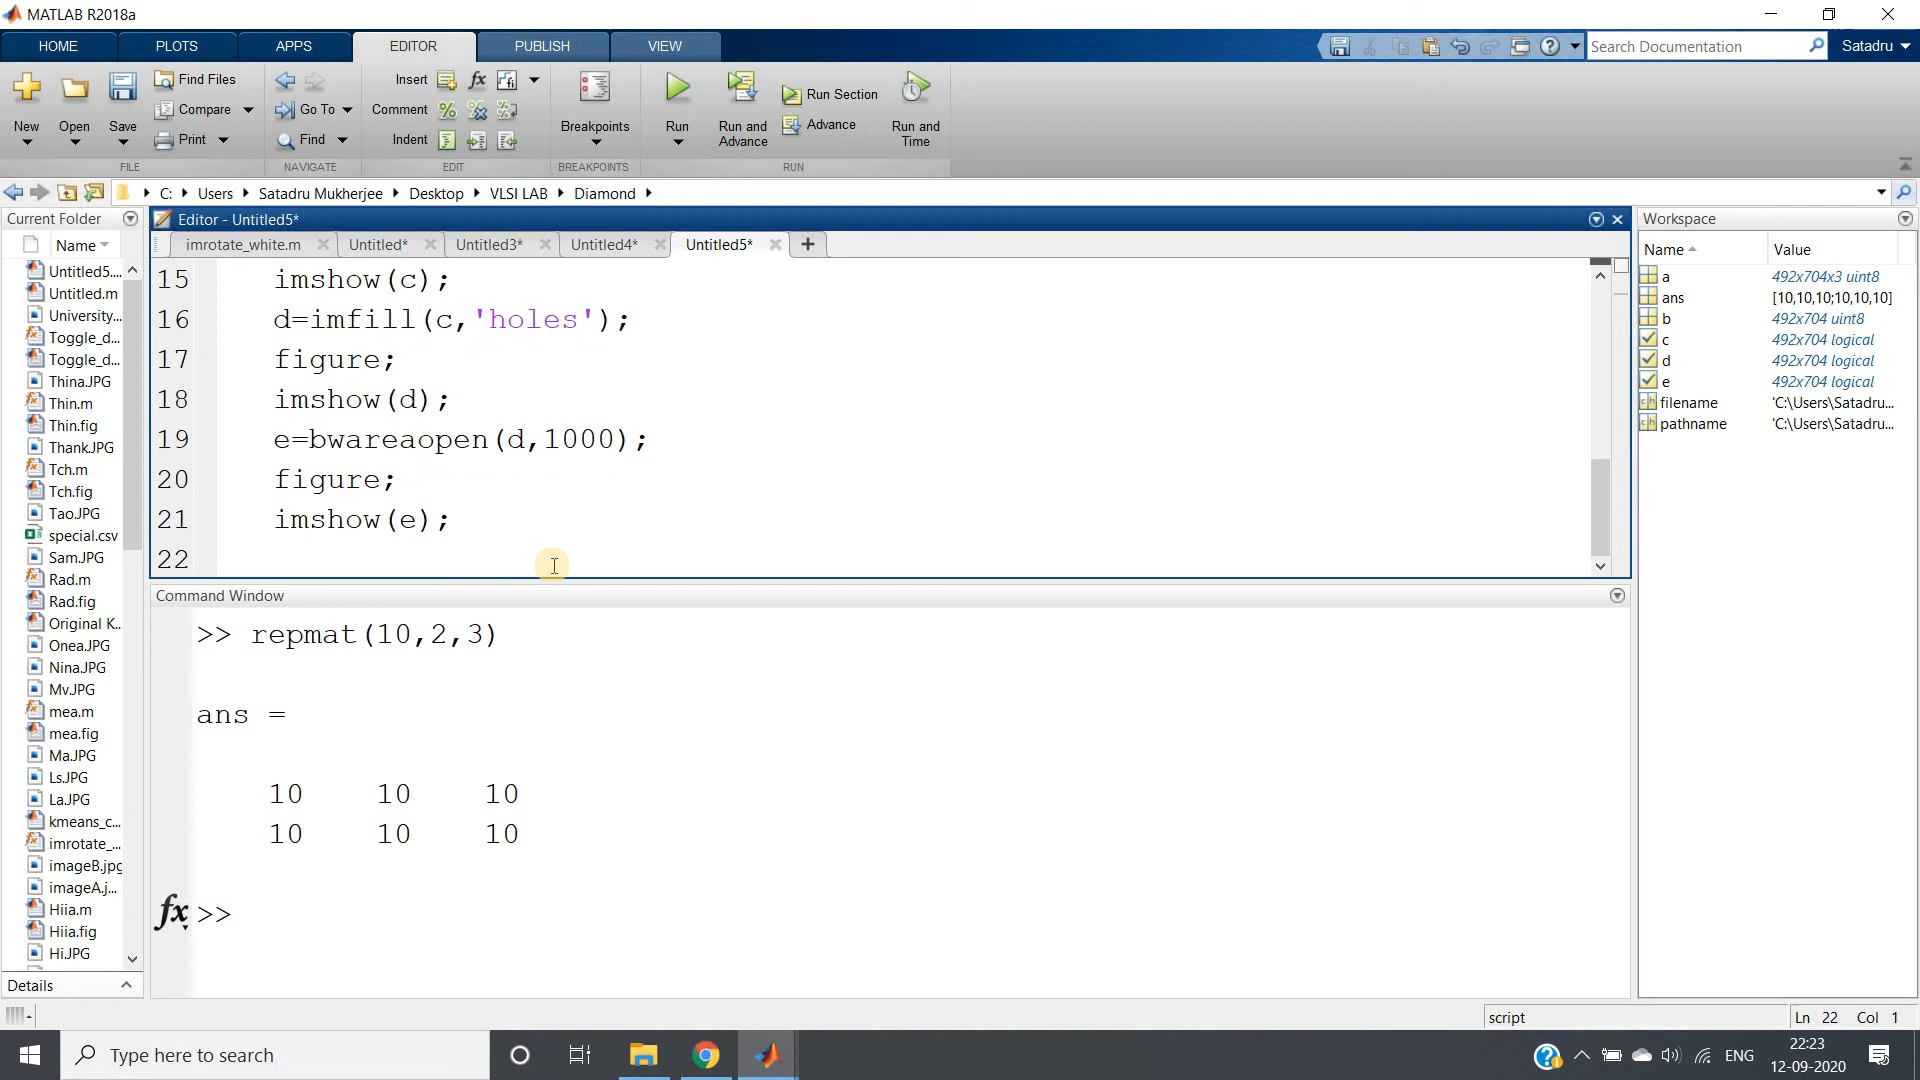 MATLAB R2018a
HOME PLOTS APPS EDITOR PUBLISH VIEW
Search Documentation
Satadru
New Open Save
Find Files
Compare
Print
FILE
Go To
Find
NAVIGATE
Insert fx
Comment
Indent
EDIT
Breakpoints
BREAKPOINTS
Run
Run and Advance
Run Section
Advance
Run and Time
RUN
C: Users Satadru Mukherjee Desktop VLSI LAB Diamond
Current Folder
Name
Untitled5....
Untitled.m
University...
Toggle_d...
Toggle_d...
Thina.JPG
Thin.m
Thin.fig
Thank.JPG
Tch.m
Tch.fig
Tao.JPG
special.csv
Sam.JPG
Rad.m
Rad.fig
Original K...
Onea.JPG
Nina.JPG
Mv.JPG
mea.m
mea.fig
Ma.JPG
Ls.JPG
La.JPG
kmeans_c...
imrotate_...
imageB.jpg
imageA.j...
Hiia.m
Hiia.fig
Hi.JPG
Details
Editor - Untitled5*
imrotate_white.m Untitled* Untitled3* Untitled4* Untitled5* +
15 imshow(c);
16 d=imfill(c,'holes');
17 figure;
18 imshow(d);
19 e=bwareaopen(d,1000);
20 figure;
21 imshow(e);
22
Command Window
>> repmat(10,2,3)
ans =
10 10 10
10 10 10
fx >>
Workspace
Name Value
a 492x704x3 uint8
ans [10,10,10;10,10,10]
b 492x704 uint8
c 492x704 logical
d 492x704 logical
e 492x704 logical
filename 'C:\Users\Satadru...
pathname 'C:\Users\Satadru...
script
Ln 22 Col 1
Type here to search
ENG
22:23
12-09-2020